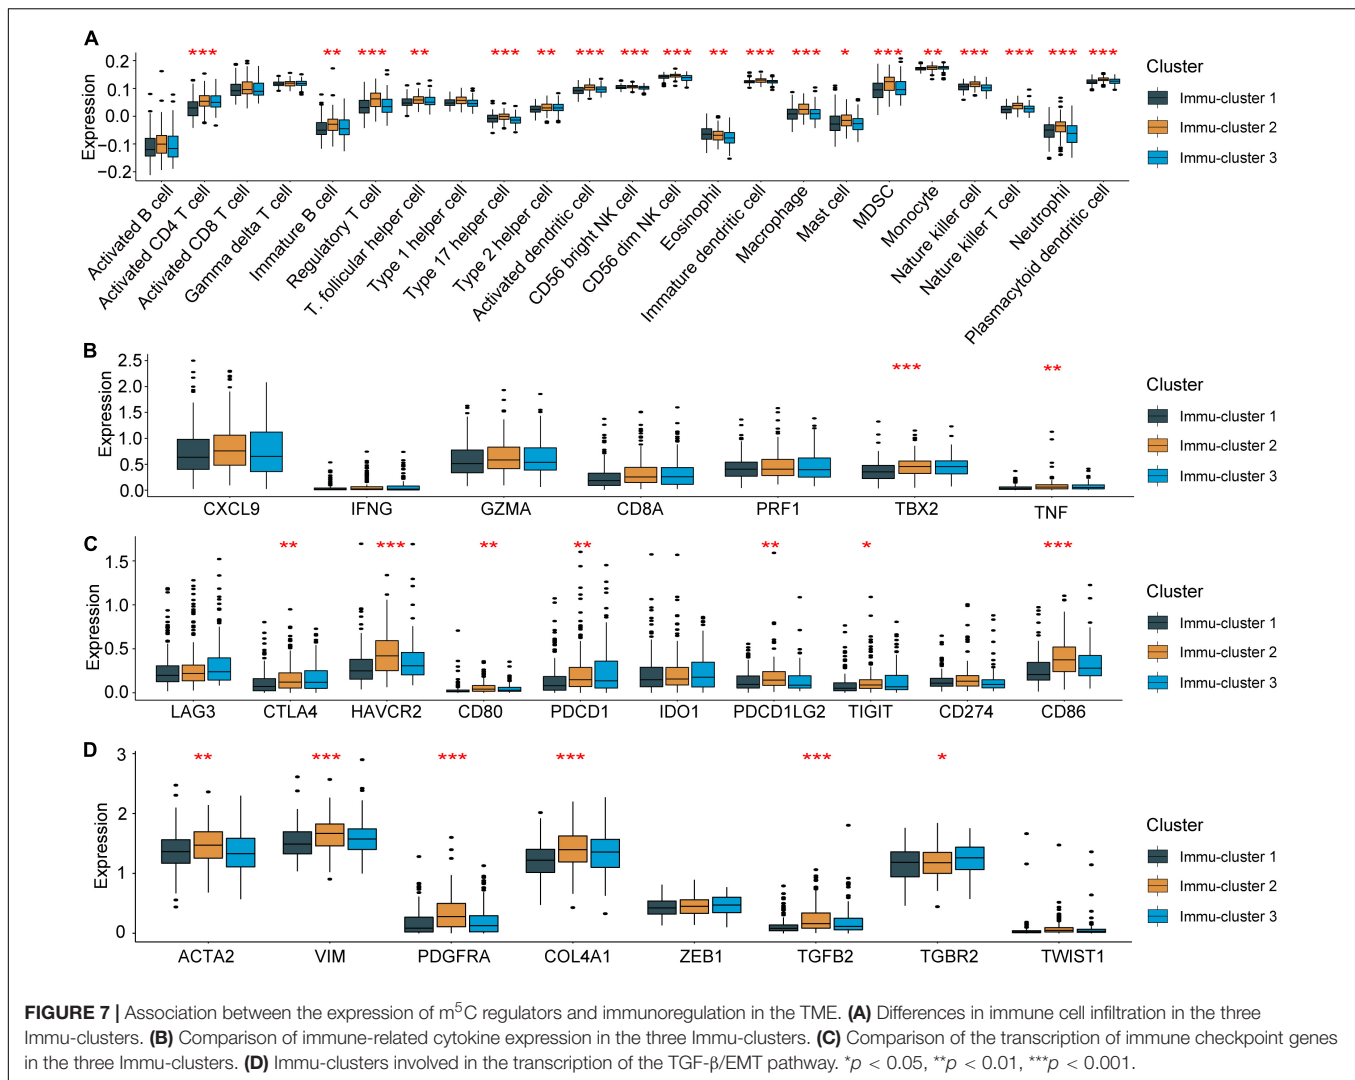 A
*** ** *** ** *** ** *** *** *** ** *** *** * *** ** *** *** *** ***
Expression
0.2
0.1
0.0
−0.1
−0.2
Activated B cell
Activated CD4 T cell
Activated CD8 T cell
Gamma delta T cell
Immature B cell
Regulatory T cell
T. follicular helper cell
Type 1 helper cell
Type 17 helper cell
Type 2 helper cell
Activated dendritic cell
CD56 bright NK cell
CD56 dim NK cell
Eosinophil
Immature dendritic cell
Macrophage
Mast cell
MDSC
Monocyte
Nature killer cell
Nature killer T cell
Neutrophil
Plasmacytoid dendritic cell
Cluster
Immu-cluster 1
Immu-cluster 2
Immu-cluster 3
B
*** **
Expression
2.5
2.0
1.5
1.0
0.5
0.0
CXCL9 IFNG GZMA CD8A PRF1 TBX2 TNF
Cluster
Immu-cluster 1
Immu-cluster 2
Immu-cluster 3
C
** *** ** ** ** * ***
Expression
1.5
1.0
0.5
0.0
LAG3 CTLA4 HAVCR2 CD80 PDCD1 IDO1 PDCD1LG2 TIGIT CD274 CD86
Cluster
Immu-cluster 1
Immu-cluster 2
Immu-cluster 3
D
** *** *** *** *** *
Expression
3
2
1
0
ACTA2 VIM PDGFRA COL4A1 ZEB1 TGFB2 TGBR2 TWIST1
Cluster
Immu-cluster 1
Immu-cluster 2
Immu-cluster 3
FIGURE 7 | Association between the expression of m⁵C regulators and immunoregulation in the TME. (A) Differences in immune cell infiltration in the three
Immu-clusters. (B) Comparison of immune-related cytokine expression in the three Immu-clusters. (C) Comparison of the transcription of immune checkpoint genes
in the three Immu-clusters. (D) Immu-clusters involved in the transcription of the TGF-β/EMT pathway. *p < 0.05, **p < 0.01, ***p < 0.001.